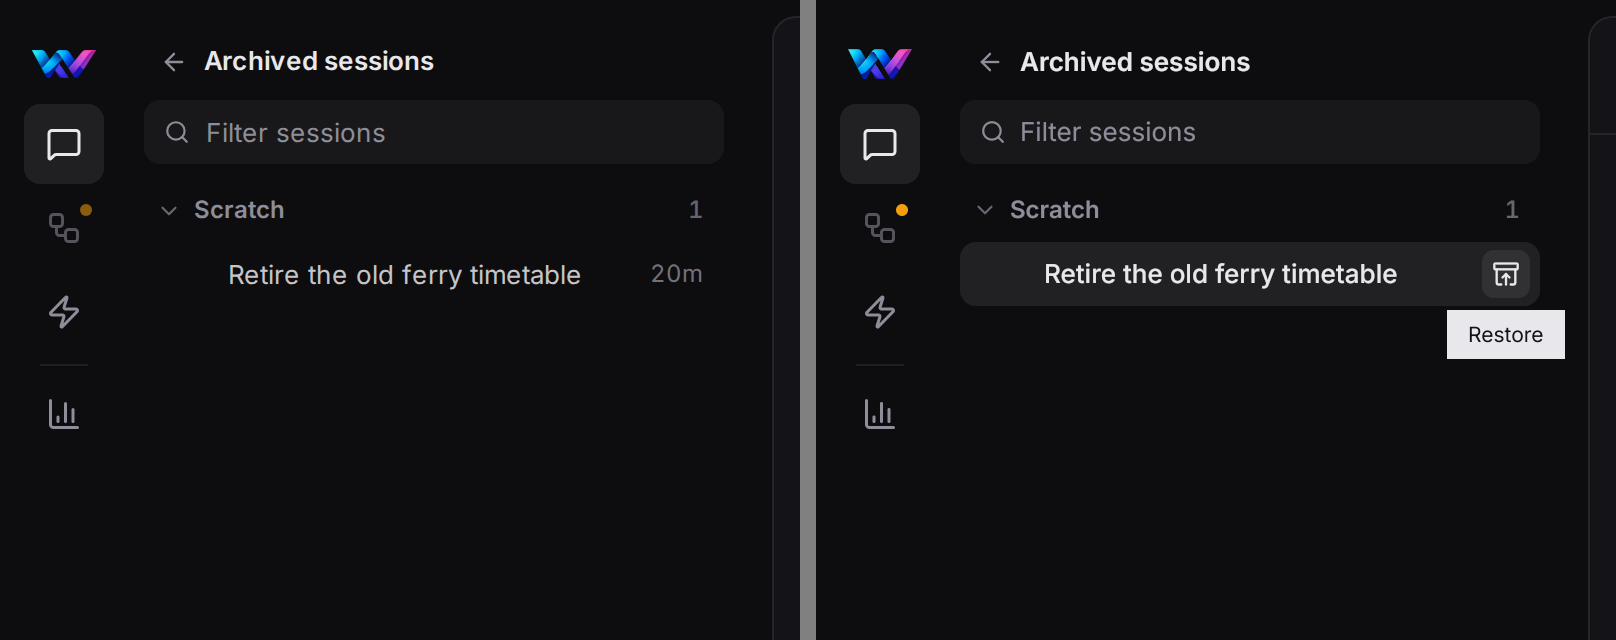 Archived sessions
Filter sessions
Scratch 1
Retire the old ferry timetable 20m
Archived sessions
Filter sessions
Scratch 1
Retire the old ferry timetable
Restore